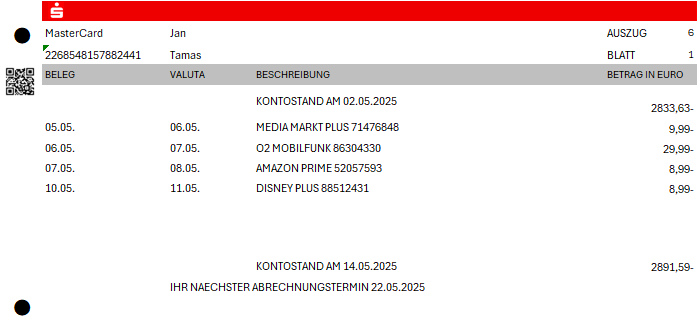 MasterCard Jan AUSZUG 6
2268548157882441 Tamas BLATT 1
BELEG VALUTA BESCHREIBUNG BETRAG IN EURO
KONTOSTAND AM 02.05.2025 2833,63-
05.05. 06.05. MEDIA MARKT PLUS 71476848 9,99-
06.05. 07.05. O2 MOBILFUNK 86304330 29,99-
07.05. 08.05. AMAZON PRIME 52057593 8,99-
10.05. 11.05. DISNEY PLUS 88512431 8,99-
KONTOSTAND AM 14.05.2025 2891,59-
IHR NAECHSTER ABRECHNUNGSTERMIN 22.05.2025